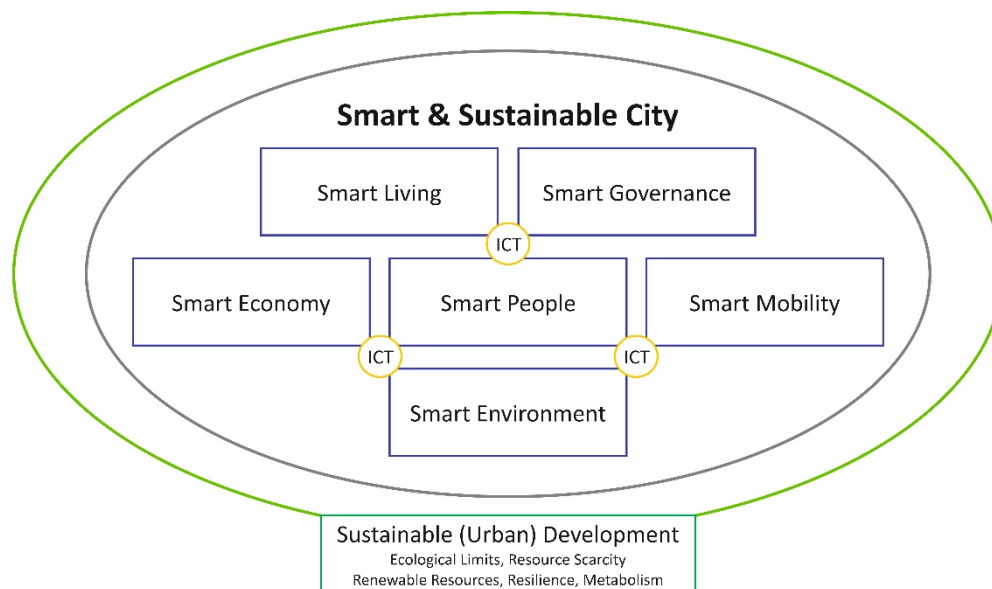 Smart & Sustainable City
Smart Living
Smart Governance
ICT
Smart Economy
Smart People
Smart Mobility
ICT
ICT
Smart Environment
Sustainable (Urban) Development
Ecological Limits, Resource Scarcity
Renewable Resources, Resilience, Metabolism